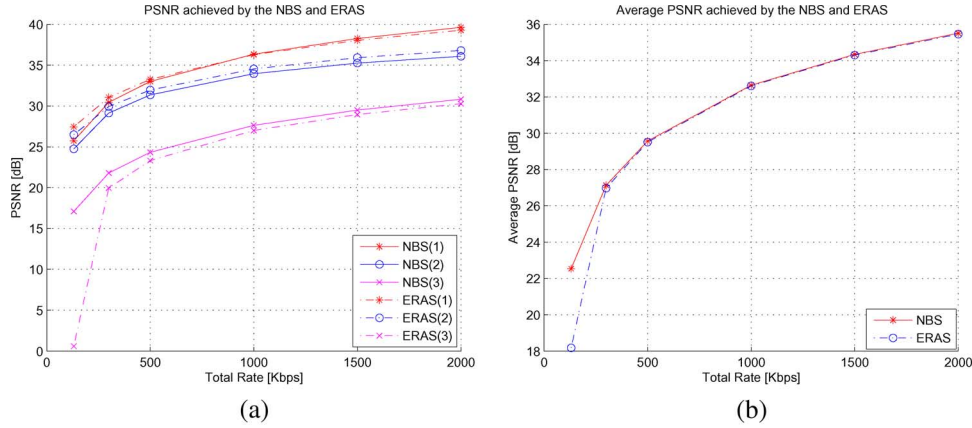 PSNR achieved by the NBS and ERAS
40
35
30
25
20
15
10
5
0
PSNR [dB]
0
500
1000
1500
2000
Total Rate [Kbps]
NBS(1)
NBS(2)
NBS(3)
ERAS(1)
ERAS(2)
ERAS(3)
(a)
Average PSNR achieved by the NBS and ERAS
36
34
32
30
28
26
24
22
20
18
Average PSNR [dB]
0
500
1000
1500
2000
Total Rate [Kbps]
NBS
ERAS
(b)